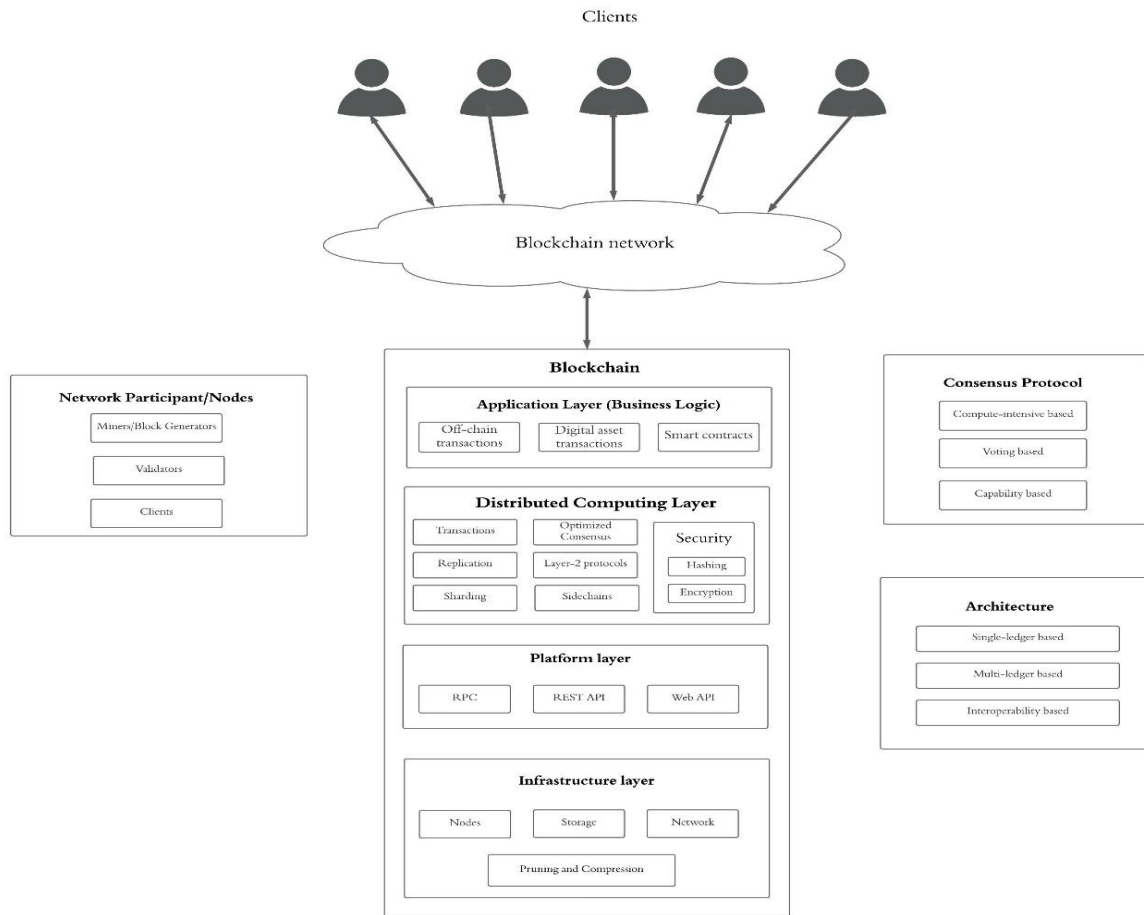 Clients
Blockchain network
Blockchain
Application Layer (Business Logic)
Off-chain
transactions
Digital asset
transactions
Smart contracts
Distributed Computing Layer
Transactions
Optimized
Consensus
Replication
Layer-2 protocols
Sharding
Sidechains
Security
Hashing
Encryption
Platform layer
RPC
REST API
Web API
Infrastructure layer
Nodes
Storage
Network
Pruning and Compression
Network Participant/Nodes
Miners/Block Generators
Validators
Clients
Consensus Protocol
Compute-intensive based
Voting based
Capability based
Architecture
Single-ledger based
Multi-ledger based
Interoperability based